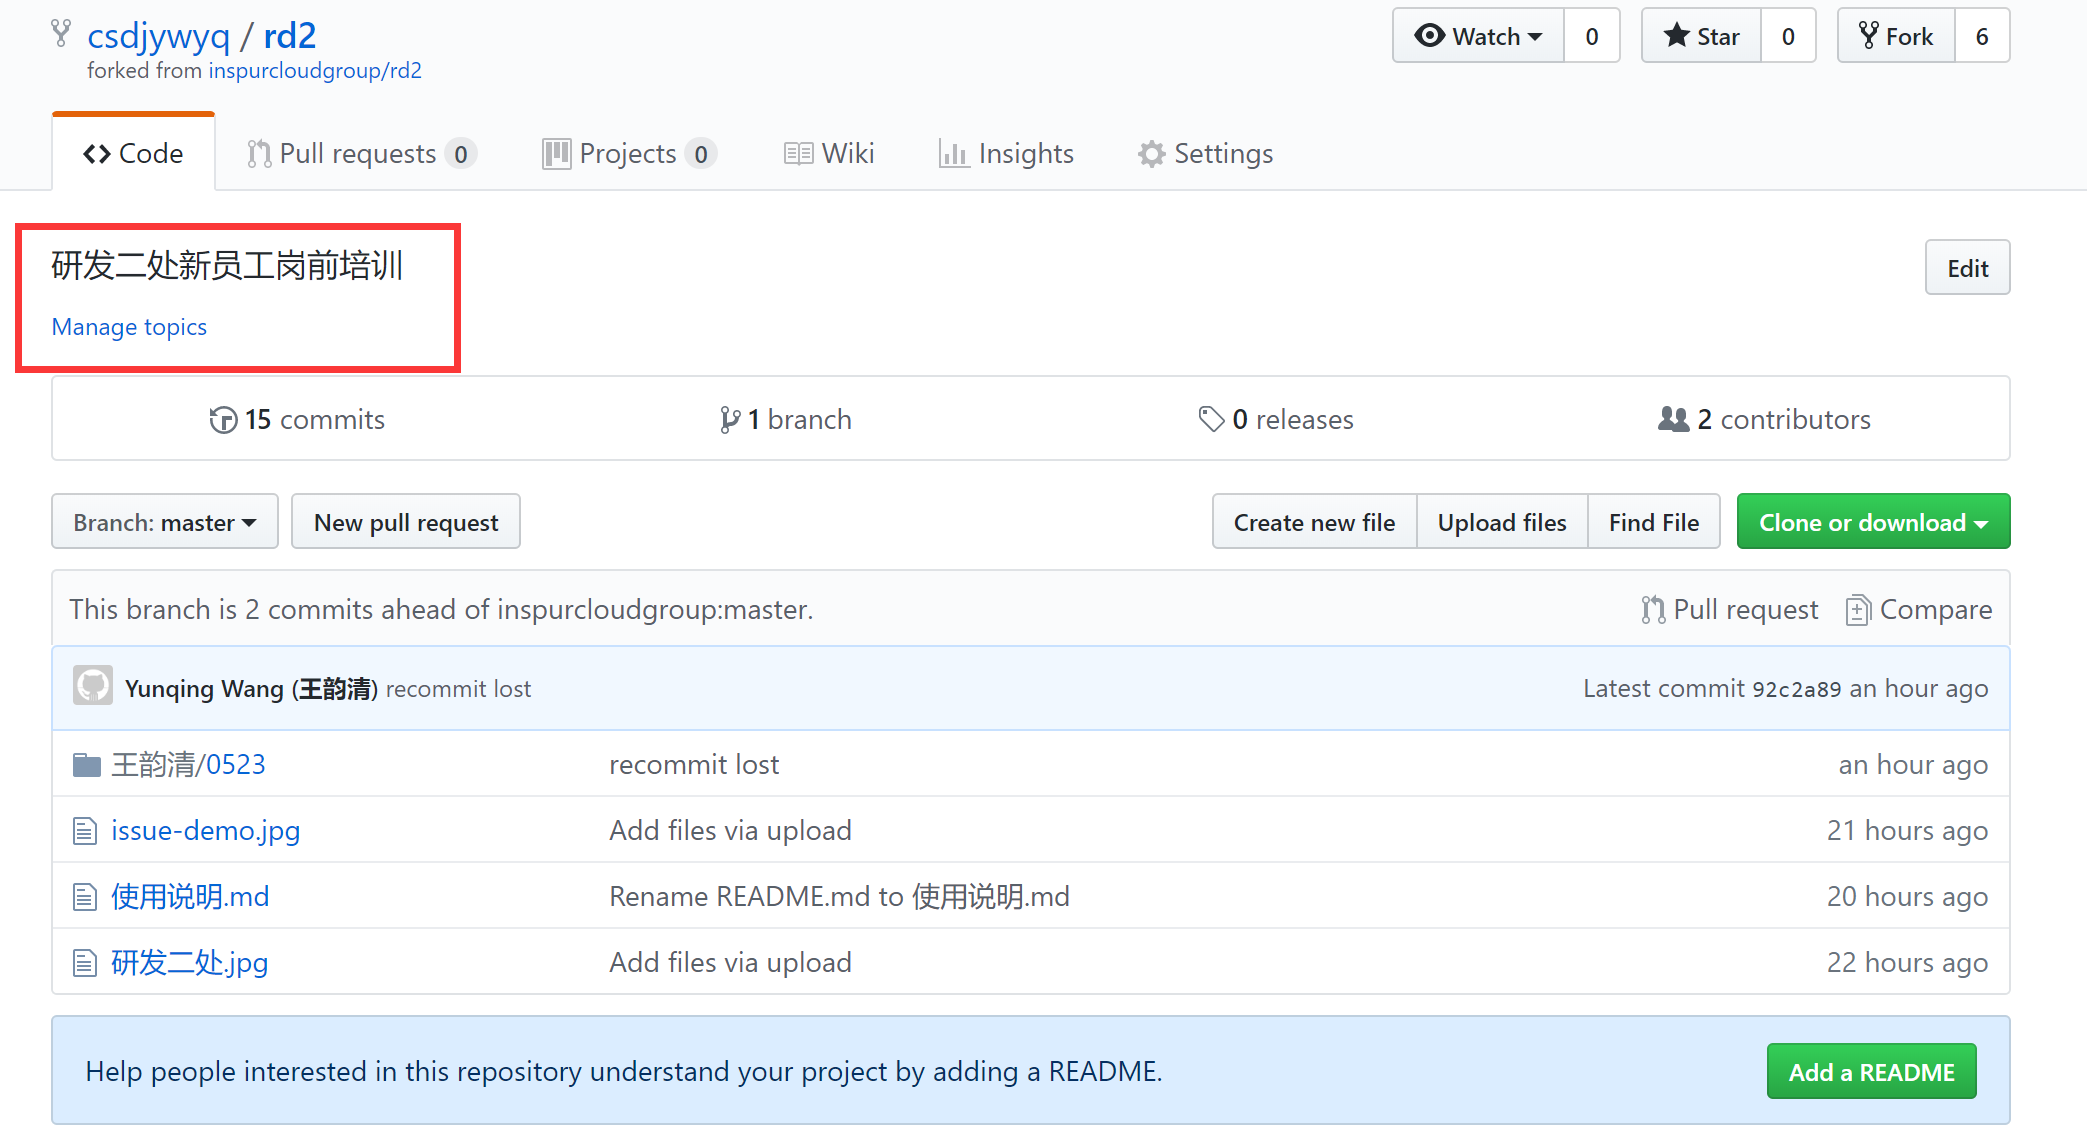 csdjywyq / rd2
Watch 0 Star 0 Fork 6
forked from inspurcloudgroup/rd2
Code Pull requests 0 Projects 0 Wiki Insights Settings
研发二处新员工岗前培训
Edit
Manage topics
15 commits 1 branch 0 releases 2 contributors
Branch: master New pull request Create new file Upload files Find File Clone or download
This branch is 2 commits ahead of inspurcloudgroup:master. Pull request Compare
Yunqing Wang (王韵清) recommit lost Latest commit 92c2a89 an hour ago
王韵清/0523 recommit lost an hour ago
issue-demo.jpg Add files via upload 21 hours ago
使用说明.md Rename README.md to 使用说明.md 20 hours ago
研发二处.jpg Add files via upload 22 hours ago
Help people interested in this repository understand your project by adding a README. Add a README